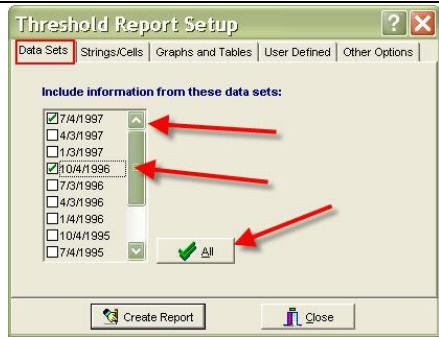 Threshold Report Setup
Data Sets Strings/Cells Graphs and Tables User Defined Other Options
Include information from these data sets:
7/4/1997
4/3/1997
1/3/1997
10/4/1996
7/3/1996
4/3/1996
1/4/1996
10/4/1995
7/4/1995
All
Create Report Close